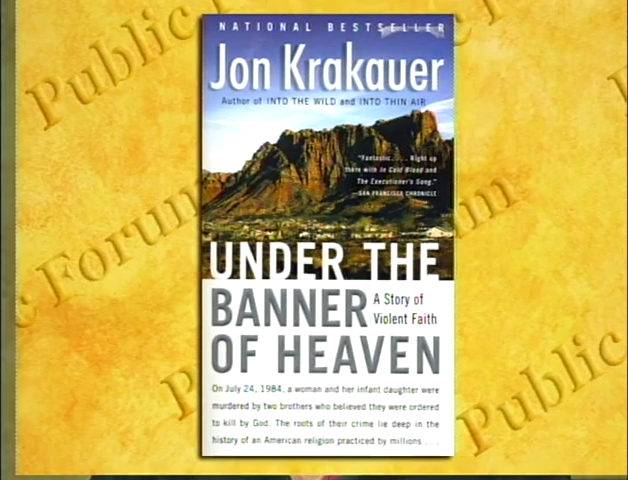 NATIONAL BESTSELLER
Jon Krakauer
Author of INTO THE WILD and INTO THIN AIR
"Fantastic. . . . Right up
there with In Cold Blood and
The Executioner's Song."
—SAN FRANCISCO CHRONICLE
UNDER THE
BANNER
A Story of
Violent Faith
OF HEAVEN
On July 24, 1984, a woman and her infant daughter were
murdered by two brothers who believed they were ordered
to kill by God. The roots of their crime lie deep in the
history of an American religion practiced by millions . . .
Public
Forum
Public